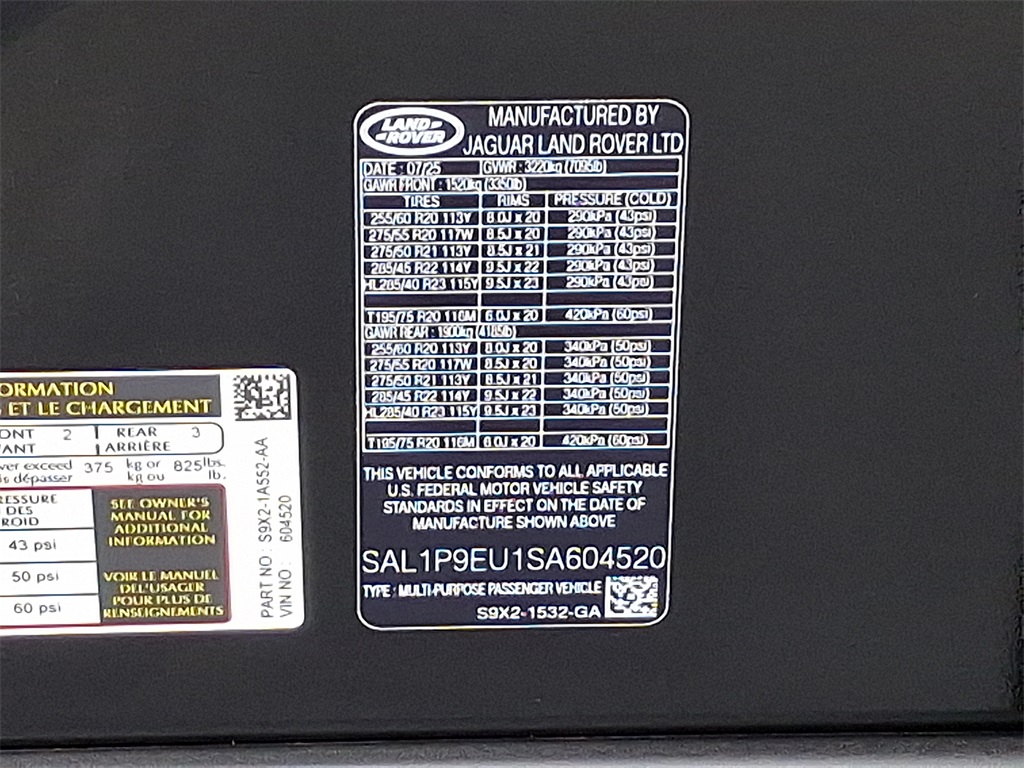 LAND ROVER
MANUFACTURED BY
JAGUAR LAND ROVER LTD
DATE : 07/25 GVWR : 3220kg (7095lb)
GAWR FRONT : 1520kg (3350lb)
TIRES RIMS PRESSURE (COLD)
255/60 R20 113Y 8.0J x 20 290kPa (43psi)
275/55 R20 117W 8.5J x 20 290kPa (43psi)
275/50 R21 113Y 8.5J x 21 290kPa (43psi)
285/45 R22 114Y 9.5J x 22 290kPa (43psi)
HL285/40 R23 115Y 9.5J x 23 290kPa (43psi)
T195/75 R20 116M 6.0J x 20 420kPa (60psi)
GAWR REAR : 1900kg (4185lb)
255/60 R20 113Y 8.0J x 20 340kPa (50psi)
275/55 R20 117W 8.5J x 20 340kPa (50psi)
275/50 R21 113Y 8.5J x 21 340kPa (50psi)
285/45 R22 114Y 9.5J x 22 340kPa (50psi)
HL285/40 R23 115Y 9.5J x 23 340kPa (50psi)
T195/75 R20 116M 6.0J x 20 420kPa (60psi)
THIS VEHICLE CONFORMS TO ALL APPLICABLE
U.S. FEDERAL MOTOR VEHICLE SAFETY
STANDARDS IN EFFECT ON THE DATE OF
MANUFACTURE SHOWN ABOVE
SAL1P9EU1SA604520
TYPE : MULTI-PURPOSE PASSENGER VEHICLE
S9X2-1532-GA
ORMATION
ET LE CHARGEMENT
ONT 2 REAR 3
ANT ARRIÈRE
ver exceed 375 kg or 825 lbs.
is dépasser kg ou lb.
RESSURE
DES
ROID
43 psi
50 psi
60 psi
SEE OWNER'S
MANUAL FOR
ADDITIONAL
INFORMATION
VOIR LE MANUEL
DE L'USAGER
POUR PLUS DE
RENSEIGNEMENTS
PART NO : S9X2-1A552-AA
VIN NO : 604520